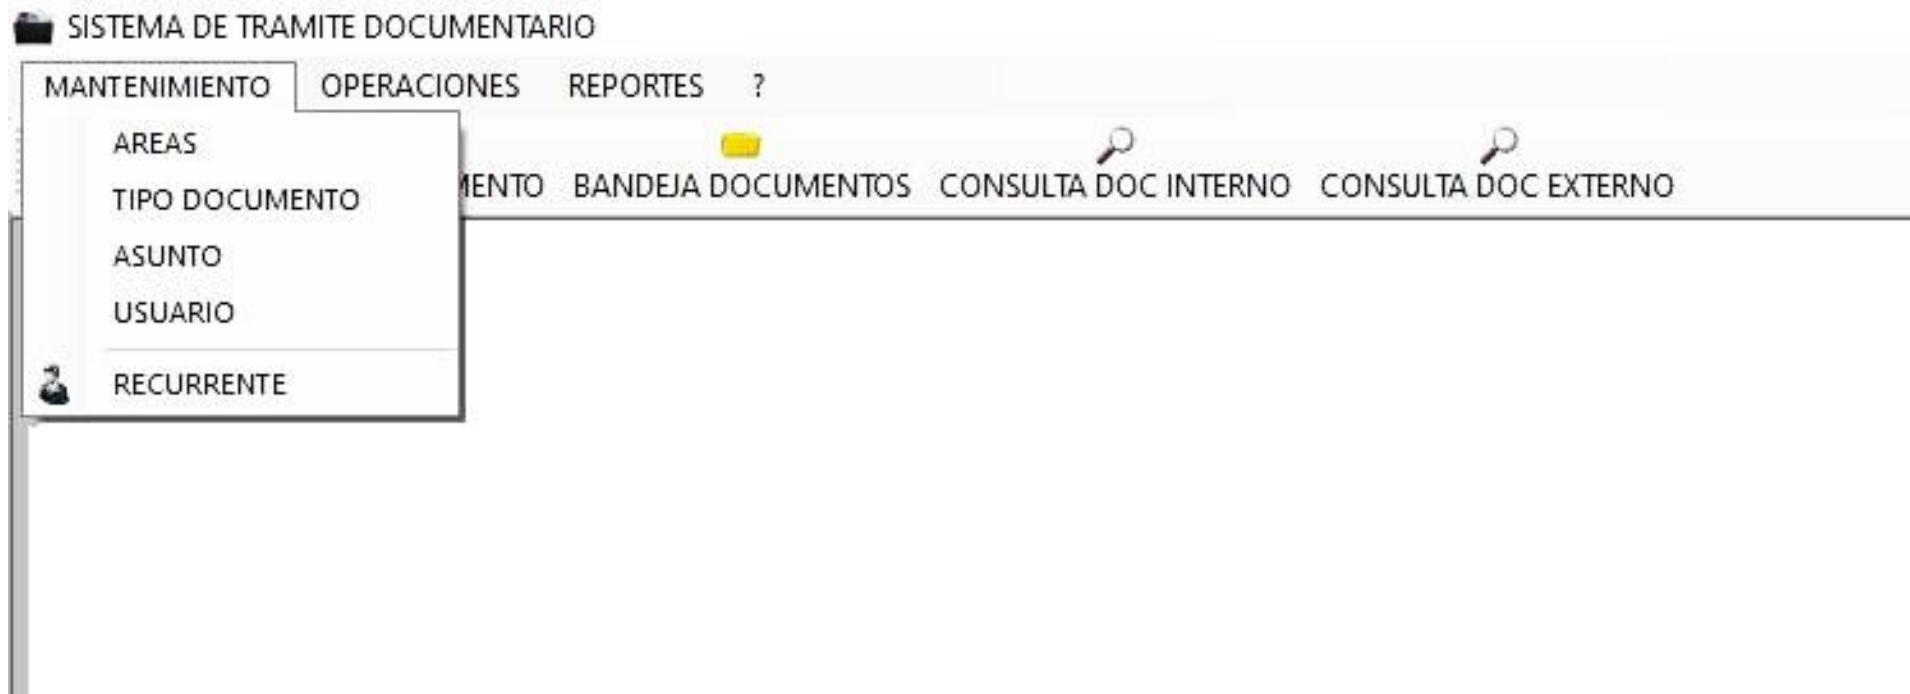 SISTEMA DE TRAMITE DOCUMENTARIO
MANTENIMIENTO OPERACIONES REPORTES ?
AREAS
TIPO DOCUMENTO
ASUNTO
USUARIO
RECURRENTE
BANDEJA DOCUMENTOS CONSULTA DOC INTERNO CONSULTA DOC EXTERNO